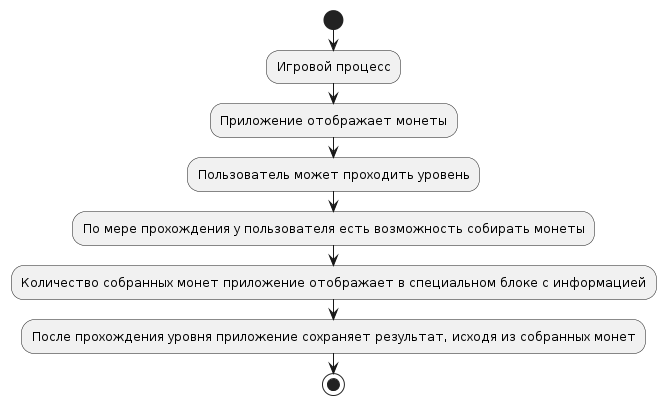 Игровой процесс
Приложение отображает монеты
Пользователь может проходить уровень
По мере прохождения у пользователя есть возможность собирать монеты
Количество собранных монет приложение отображает в специальном блоке с информацией
После прохождения уровня приложение сохраняет результат, исходя из собранных монет